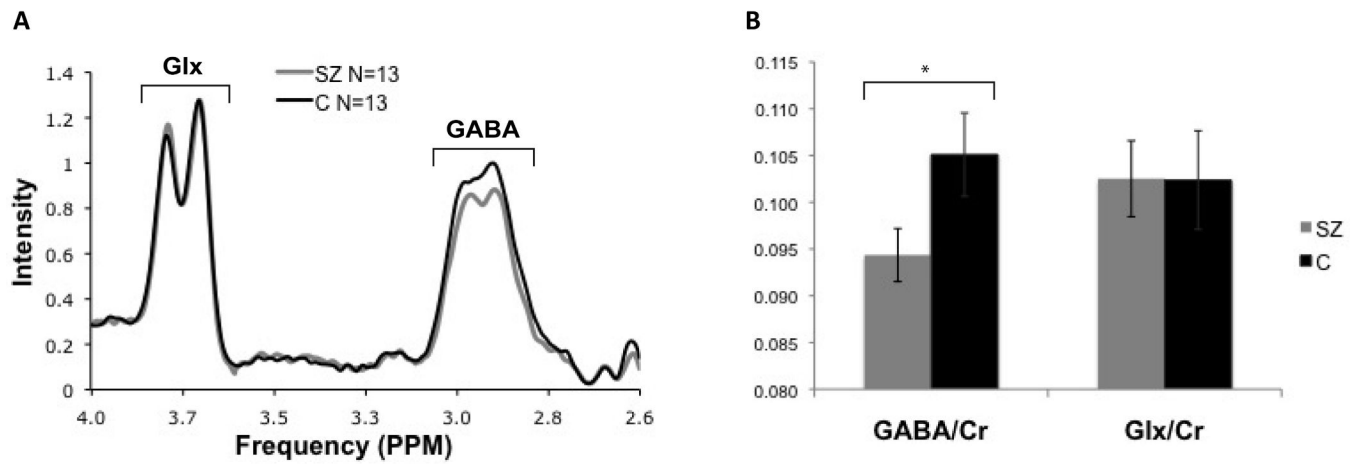 A
Glx
SZ N=13
C N=13
GABA
1.4
1.2
1
0.8
0.6
0.4
0.2
0
Intensity
4.0 3.7 3.5 3.3 3.0 2.8 2.6
Frequency (PPM)
B
*
0.115
0.110
0.105
0.100
0.095
0.090
0.085
0.080
GABA/Cr Glx/Cr
SZ
C